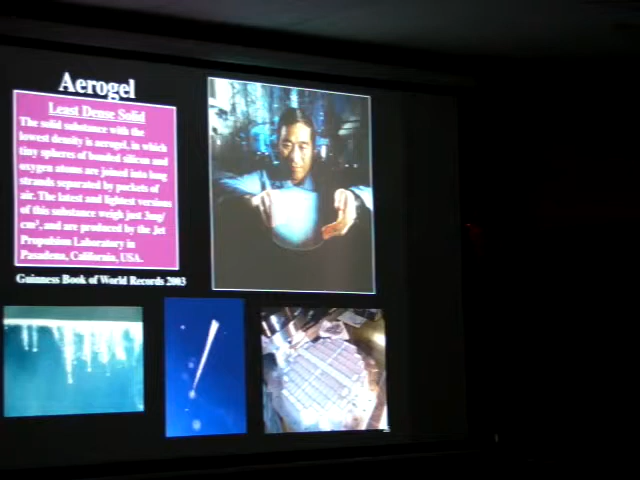 Aerogel
Least Dense Solid
The solid substance with the
lowest density is aerogel, in which
tiny spheres of bonded silicon and
oxygen atoms are joined into long
strands separated by pockets of
air. The latest and lightest versions
of this substance weigh just 3mg/
cm³, and are produced by the Jet
Propulsion Laboratory in
Pasadena, California, USA.
Guinness Book of World Records 2003